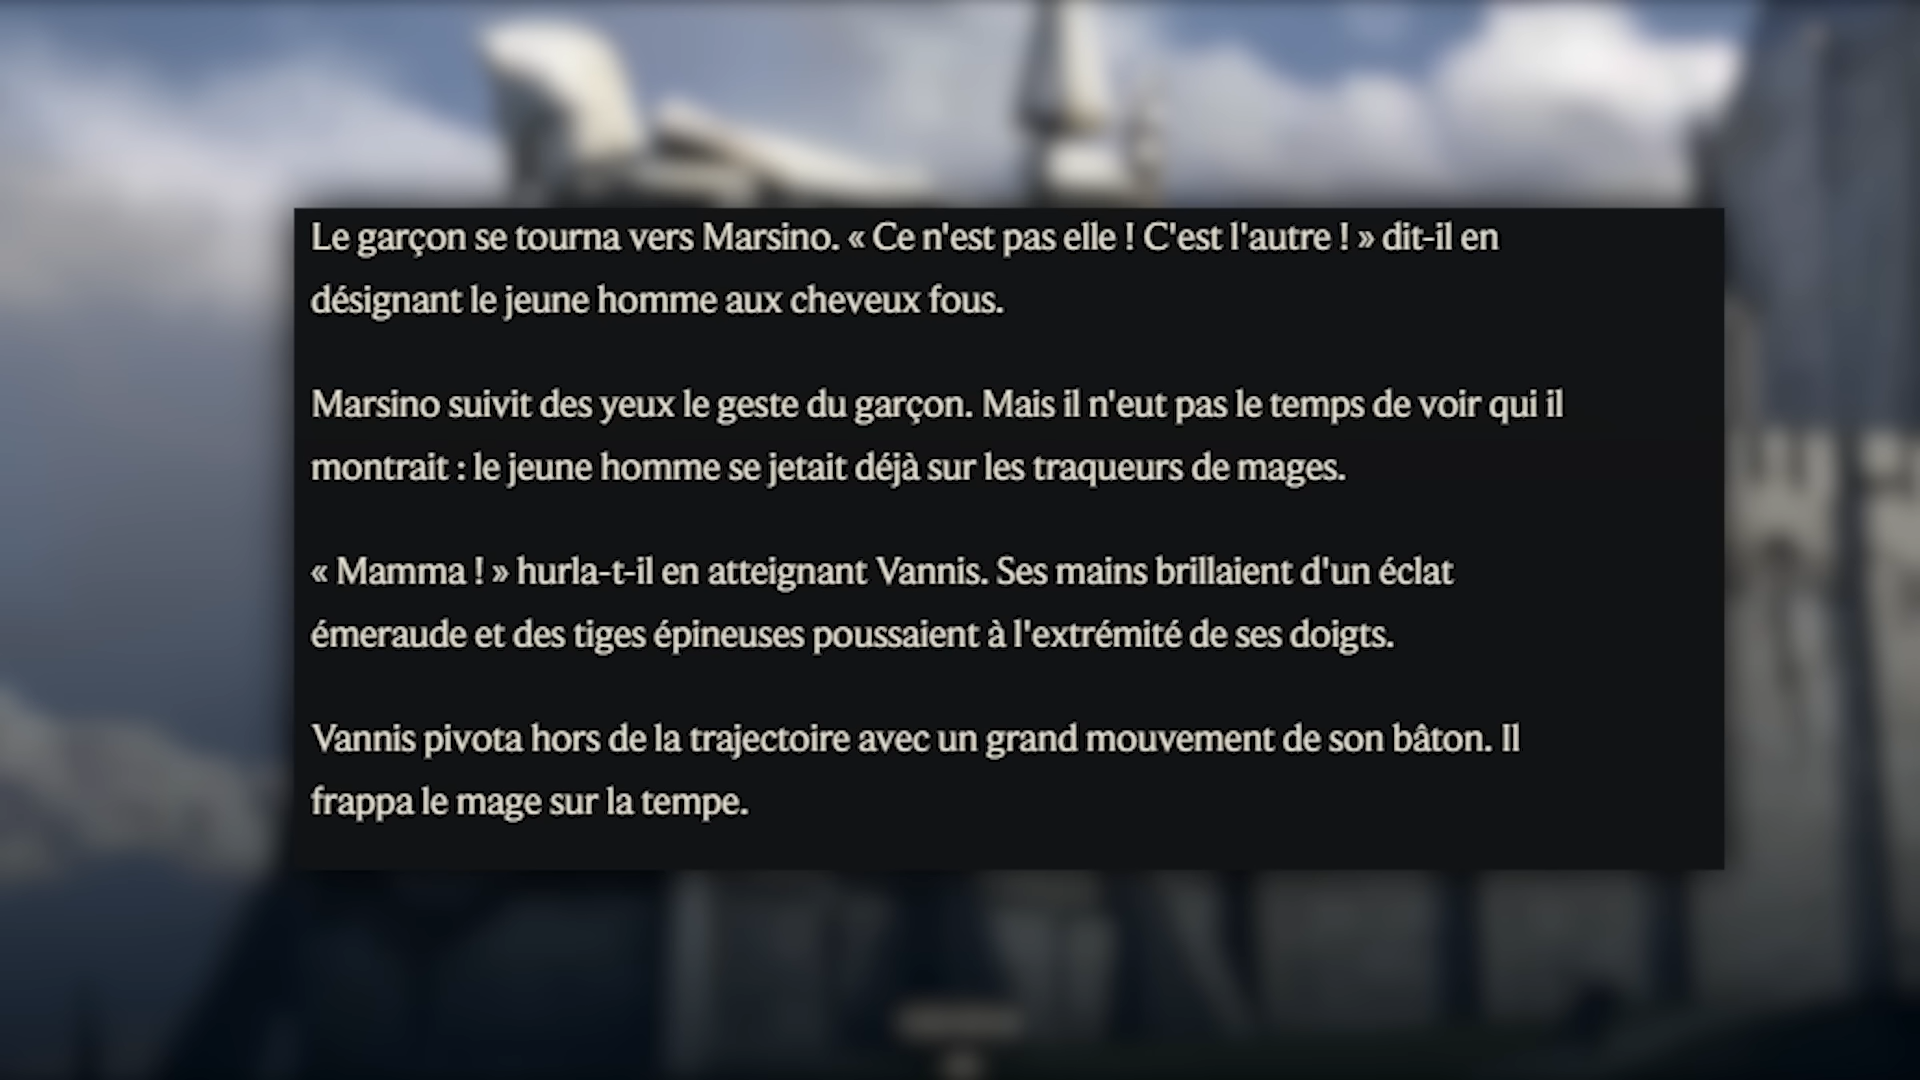 Le garçon se tourna vers Marsino. « Ce n'est pas elle ! C'est l'autre ! » dit-il en
désignant le jeune homme aux cheveux fous.
Marsino suivit des yeux le geste du garçon. Mais il n'eut pas le temps de voir qui il
montrait : le jeune homme se jetait déjà sur les traqueurs de mages.
« Mamma ! » hurla-t-il en atteignant Vannis. Ses mains brillaient d'un éclat
émeraude et des tiges épineuses poussaient à l'extrémité de ses doigts.
Vannis pivota hors de la trajectoire avec un grand mouvement de son bâton. Il
frappa le mage sur la tempe.